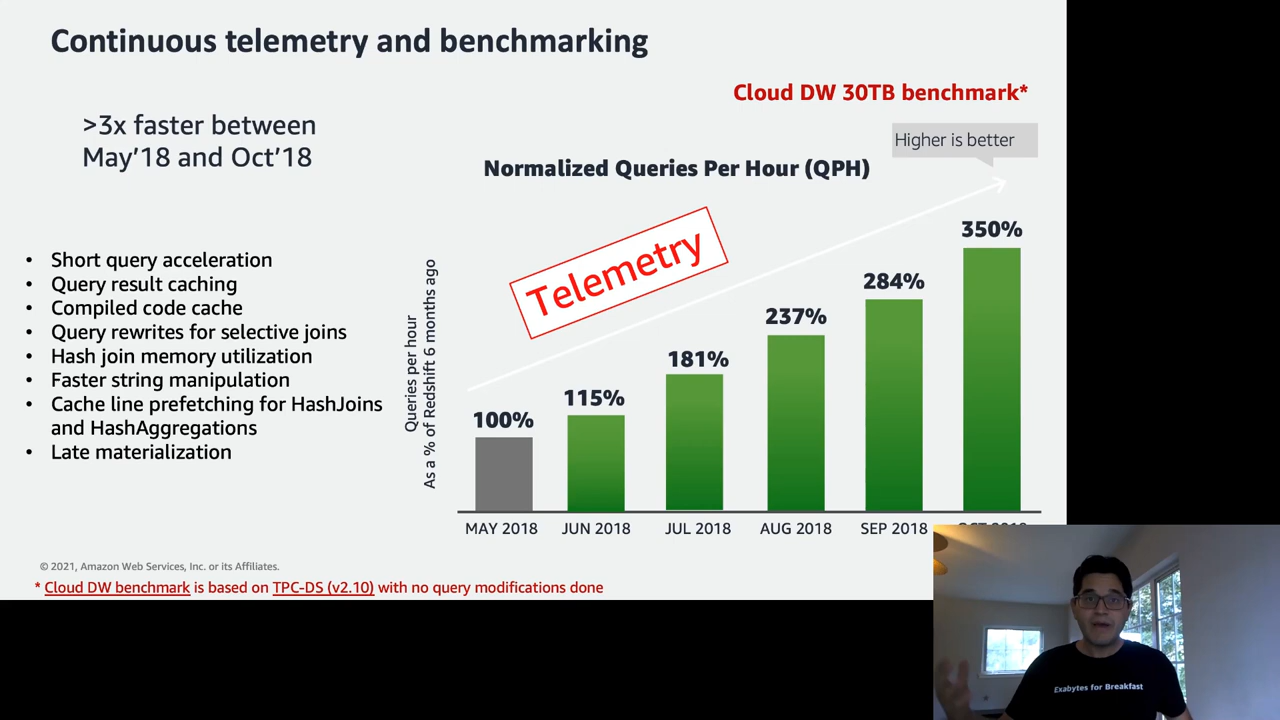 Continuous telemetry and benchmarking
>3x faster between
May'18 and Oct'18
Cloud DW 30TB benchmark*
Higher is better
Normalized Queries Per Hour (QPH)
Telemetry
• Short query acceleration
• Query result caching
• Compiled code cache
• Query rewrites for selective joins
• Hash join memory utilization
• Faster string manipulation
• Cache line prefetching for HashJoins
and HashAggregations
• Late materialization
Queries per hour
As a % of Redshift 6 months ago
100%
115%
181%
237%
284%
350%
MAY 2018
JUN 2018
JUL 2018
AUG 2018
SEP 2018
OCT 2018
© 2021, Amazon Web Services, Inc. or its Affiliates.
* Cloud DW benchmark is based on TPC-DS (v2.10) with no query modifications done
Exabytes for Breakfast